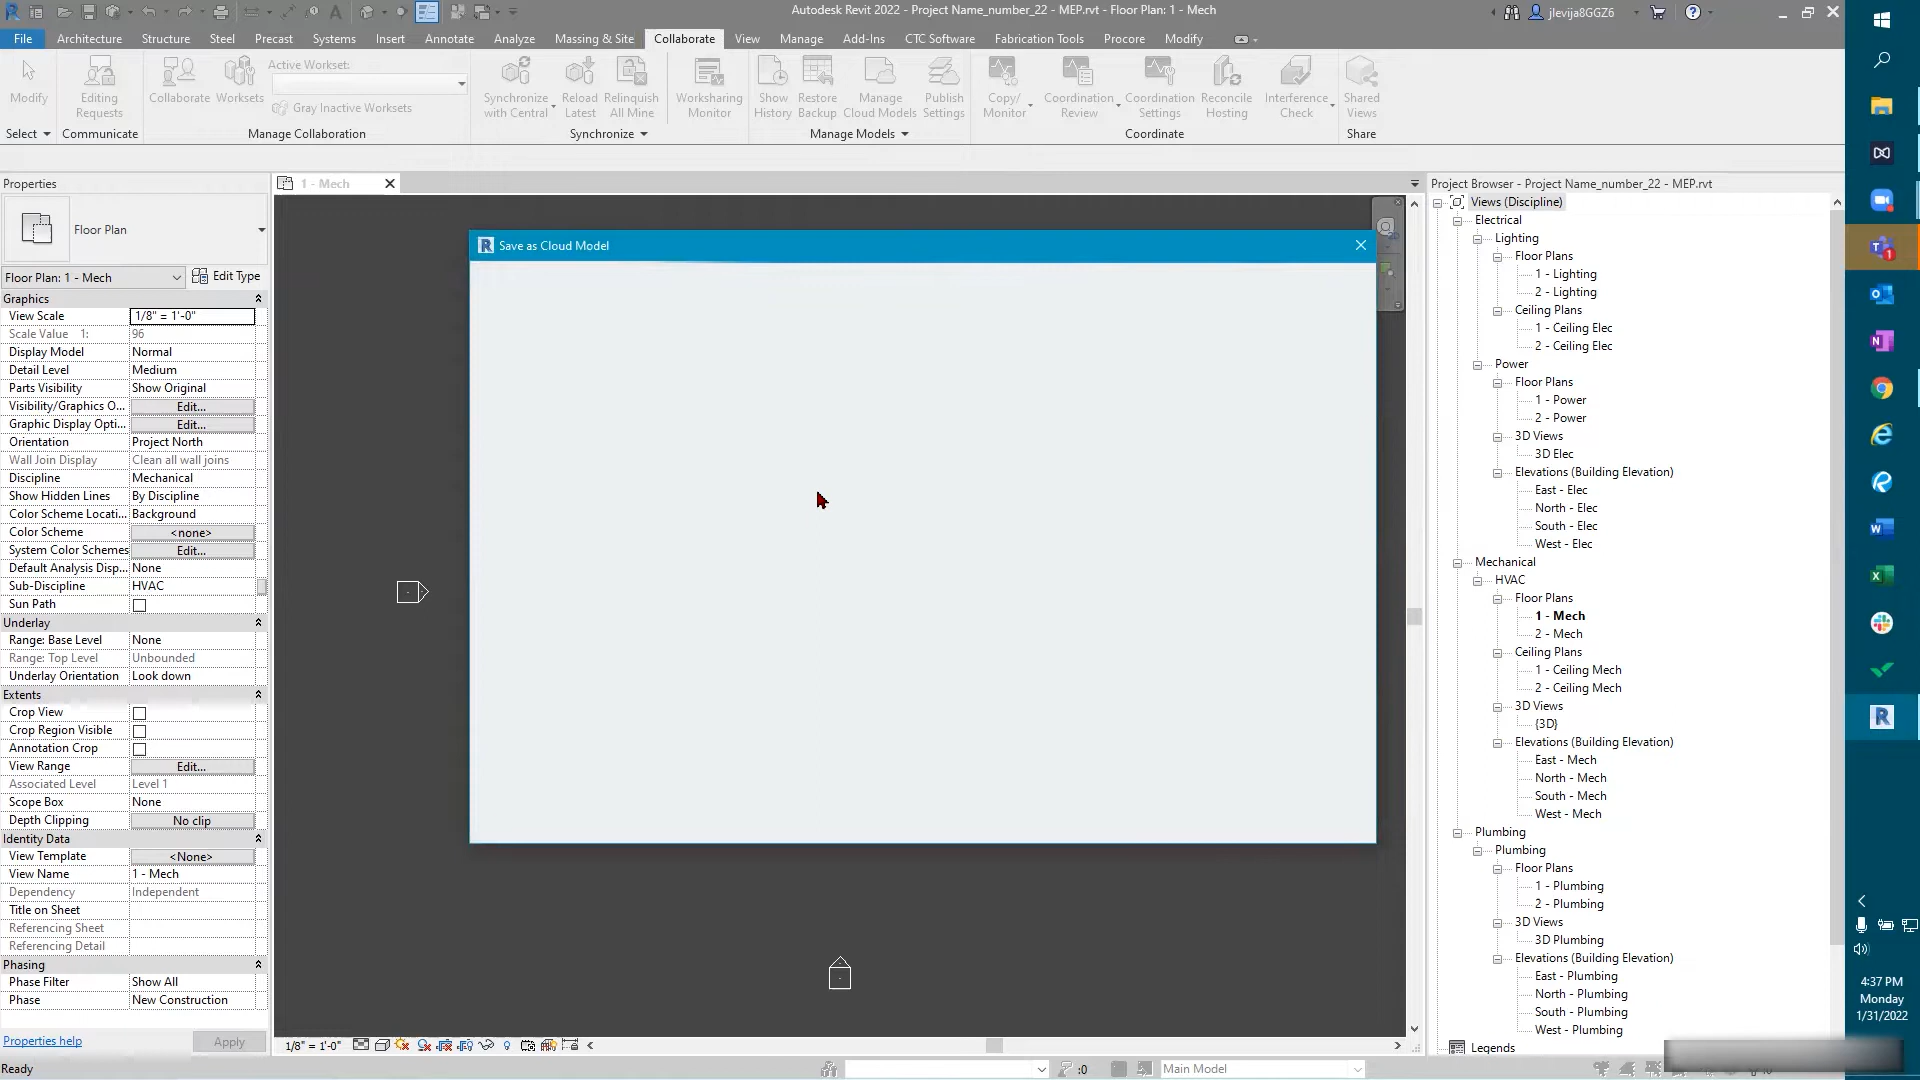 Autodesk Revit 2022 - Project Name_number_22 - MEP.rvt - Floor Plan: 1 - Mech
jlevija8GGZ6
File Architecture Structure Steel Precast Systems Insert Annotate Analyze Massing & Site Collaborate View Manage Add-Ins CTC Software Fabrication Tools Procore Modify
Modify
Editing Requests
Collaborate
Worksets
Active Workset:
Gray Inactive Worksets
Synchronize with Central
Reload Latest
Relinquish All Mine
Worksharing Monitor
Show History
Restore Backup
Manage Cloud Models
Publish Settings
Copy/ Monitor
Coordination Review
Coordination Settings
Reconcile Hosting
Interference Check
Shared Views
Select Communicate Manage Collaboration Synchronize Manage Models Coordinate Share
Properties
Floor Plan
Floor Plan: 1 - Mech Edit Type
Graphics
View Scale 1/8" = 1'-0"
Scale Value 1: 96
Display Model Normal
Detail Level Medium
Parts Visibility Show Original
Visibility/Graphics O... Edit...
Graphic Display Opti... Edit...
Orientation Project North
Wall Join Display Clean all wall joins
Discipline Mechanical
Show Hidden Lines By Discipline
Color Scheme Locati... Background
Color Scheme <none>
System Color Schemes Edit...
Default Analysis Disp... None
Sub-Discipline HVAC
Sun Path
Underlay
Range: Base Level None
Range: Top Level Unbounded
Underlay Orientation Look down
Extents
Crop View
Crop Region Visible
Annotation Crop
View Range Edit...
Associated Level Level 1
Scope Box None
Depth Clipping No clip
Identity Data
View Template <None>
View Name 1 - Mech
Dependency Independent
Title on Sheet
Referencing Sheet
Referencing Detail
Phasing
Phase Filter Show All
Phase New Construction
Properties help Apply
Ready
1 - Mech
Save as Cloud Model
1/8" = 1'-0"
:0
Main Model
Project Browser - Project Name_number_22 - MEP.rvt
Views (Discipline)
Electrical
Lighting
Floor Plans
1 - Lighting
2 - Lighting
Ceiling Plans
1 - Ceiling Elec
2 - Ceiling Elec
Power
Floor Plans
1 - Power
2 - Power
3D Views
3D Elec
Elevations (Building Elevation)
East - Elec
North - Elec
South - Elec
West - Elec
Mechanical
HVAC
Floor Plans
1 - Mech
2 - Mech
Ceiling Plans
1 - Ceiling Mech
2 - Ceiling Mech
3D Views
{3D}
Elevations (Building Elevation)
East - Mech
North - Mech
South - Mech
West - Mech
Plumbing
Plumbing
Floor Plans
1 - Plumbing
2 - Plumbing
3D Views
3D Plumbing
Elevations (Building Elevation)
East - Plumbing
North - Plumbing
South - Plumbing
West - Plumbing
Legends
4:37 PM
Monday
1/31/2022